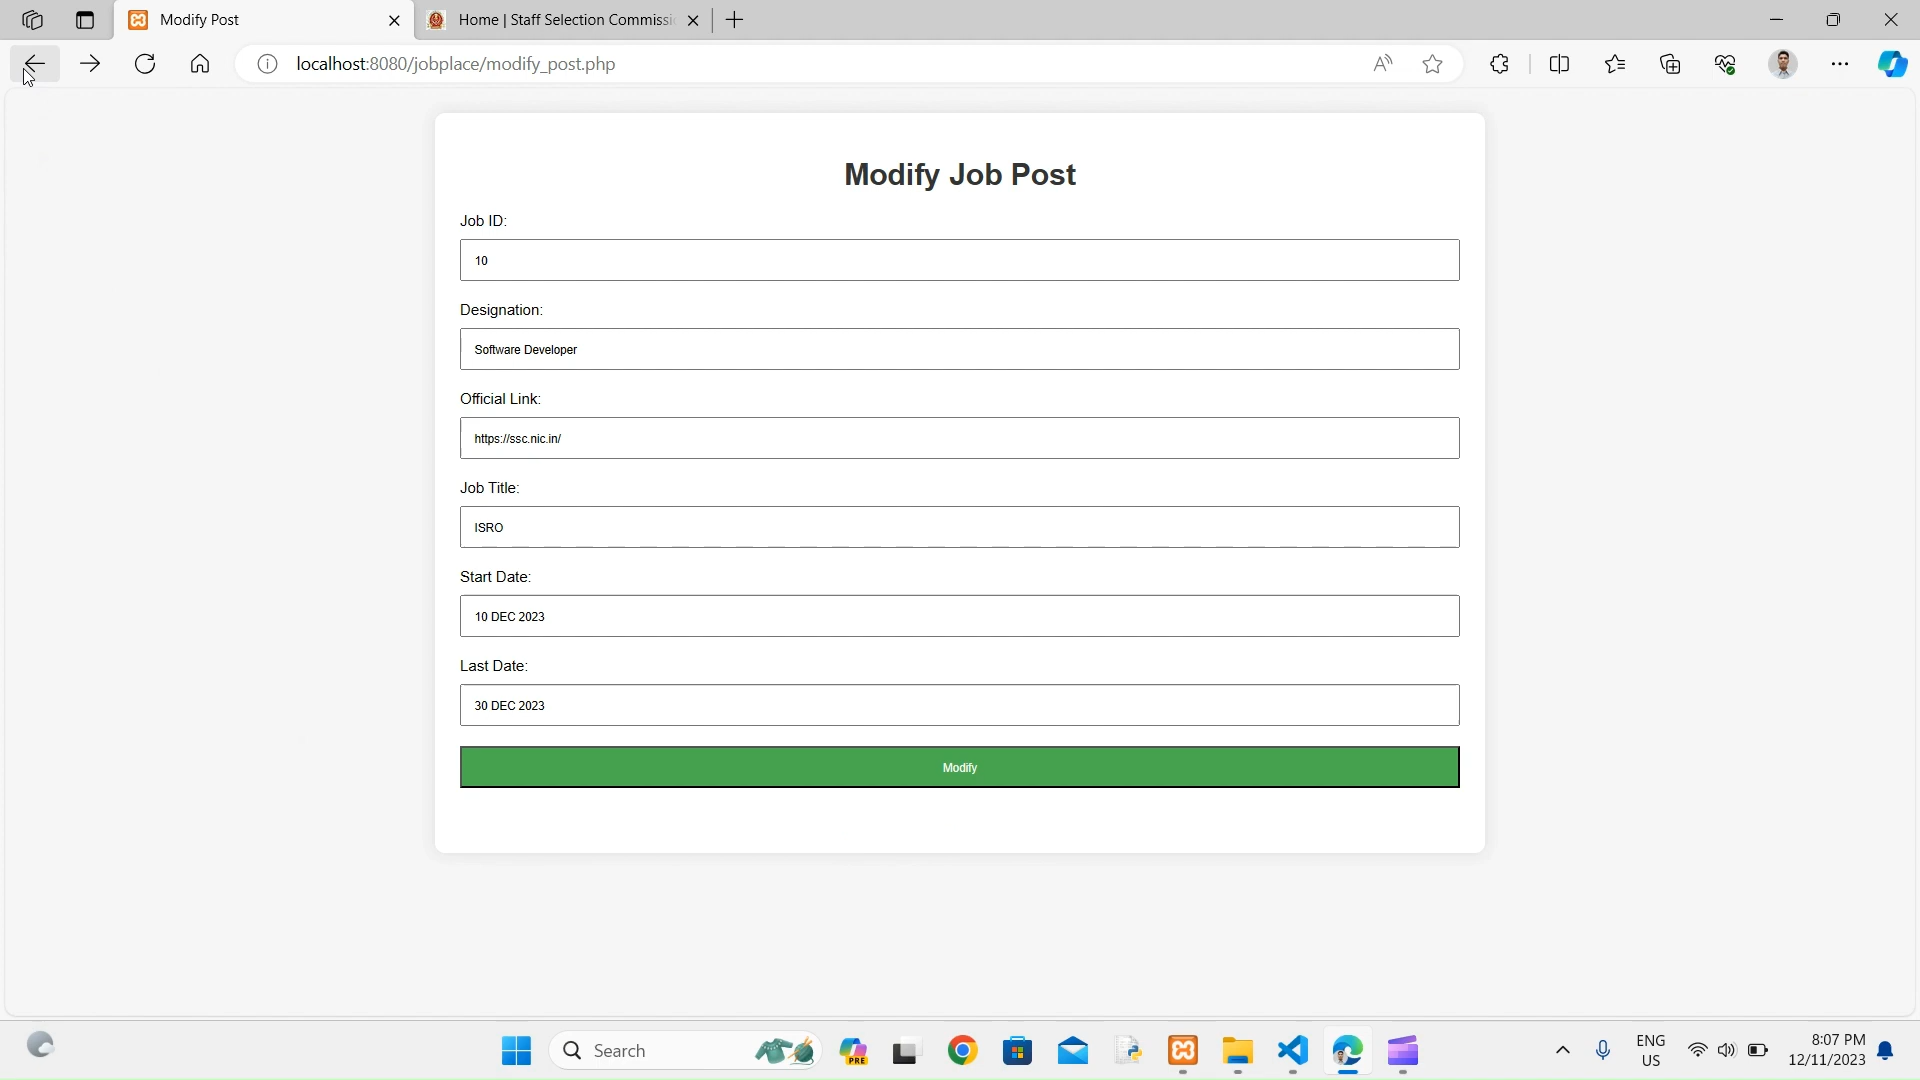 Modify Post
Home | Staff Selection Commissi
localhost:8080/jobplace/modify_post.php
Modify Job Post
Job ID:
10
Designation:
Software Developer
Official Link:
https://ssc.nic.in/
Job Title:
ISRO
Start Date:
10 DEC 2023
Last Date:
30 DEC 2023
Modify
Search
PRE
ENG
US
8:07 PM
12/11/2023